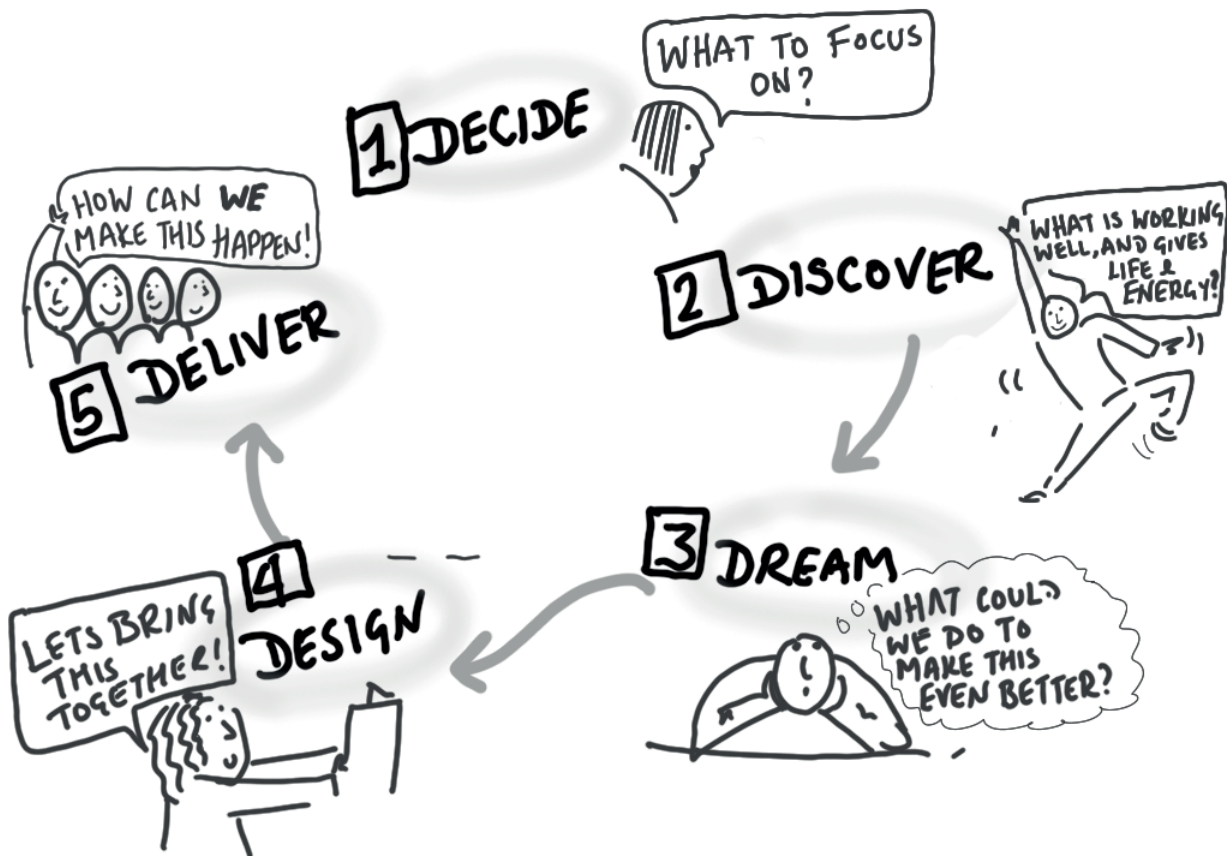 1 DECIDE
WHAT TO FOCUS
ON?
2 DISCOVER
WHAT IS WORKING
WELL, AND GIVES
LIFE &
ENERGY?
3 DREAM
WHAT COULD
WE DO TO
MAKE THIS
EVEN BETTER?
4
DESIGN
LETS BRING
THIS
TOGETHER!
5 DELIVER
HOW CAN WE
MAKE THIS HAPPEN!